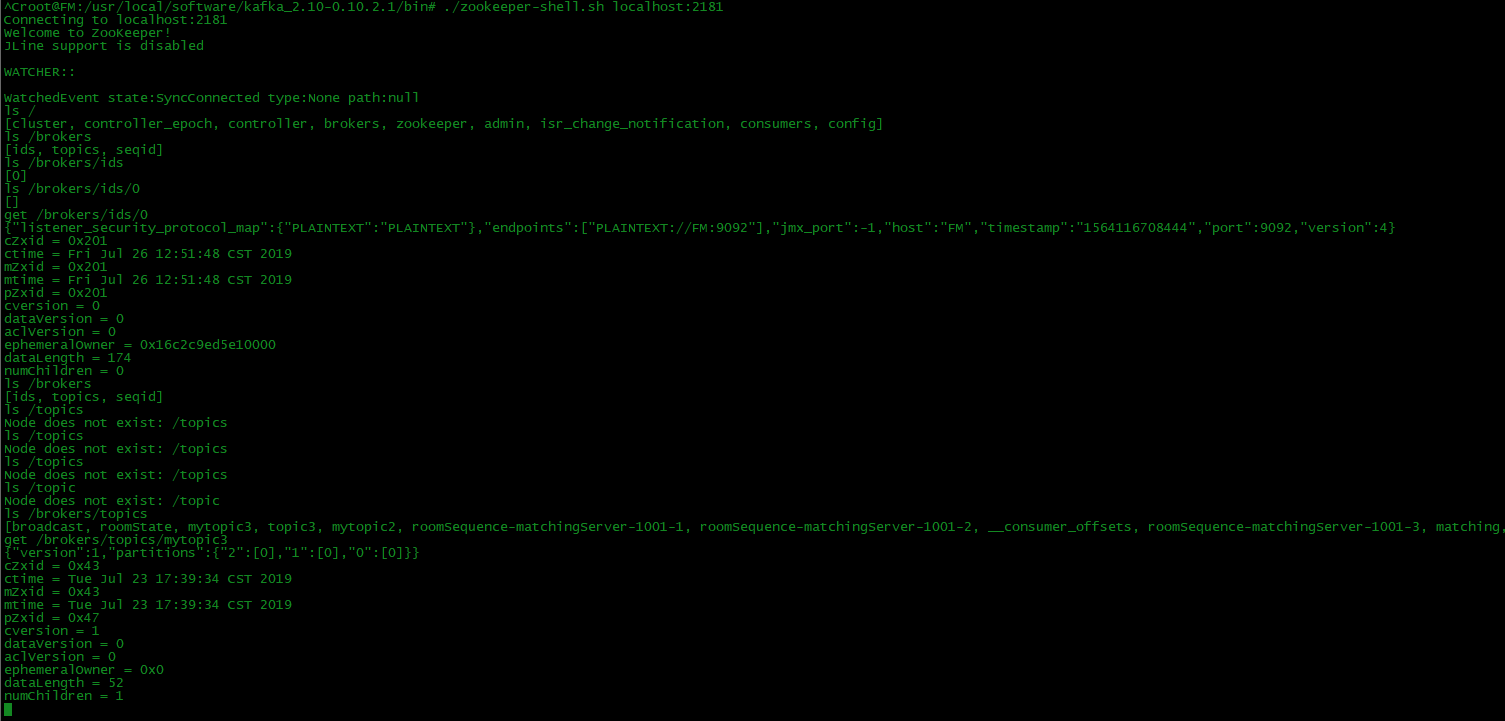 ^Croot@FM:/usr/local/software/kafka_2.10-0.10.2.1/bin# ./zookeeper-shell.sh localhost:2181
Connecting to localhost:2181
Welcome to ZooKeeper!
JLine support is disabled
WATCHER::
WatchedEvent state:SyncConnected type:None path:null
ls /
[cluster, controller_epoch, controller, brokers, zookeeper, admin, isr_change_notification, consumers, config]
ls /brokers
[ids, topics, seqid]
ls /brokers/ids
[0]
ls /brokers/ids/0
[]
get /brokers/ids/0
{"listener_security_protocol_map":{"PLAINTEXT":"PLAINTEXT"},"endpoints":["PLAINTEXT://FM:9092"],"jmx_port":-1,"host":"FM","timestamp":"1564116708444","port":9092,"version":4}
cZxid = 0x201
ctime = Fri Jul 26 12:51:48 CST 2019
mZxid = 0x201
mtime = Fri Jul 26 12:51:48 CST 2019
pZxid = 0x201
cversion = 0
dataVersion = 0
aclVersion = 0
ephemeralOwner = 0x16c2c9ed5e10000
dataLength = 174
numChildren = 0
ls /brokers
[ids, topics, seqid]
ls /topics
Node does not exist: /topics
ls /topics
Node does not exist: /topics
ls /topics
Node does not exist: /topics
ls /topic
Node does not exist: /topic
ls /brokers/topics
[broadcast, roomState, mytopic3, topic3, mytopic2, roomSequence-matchingServer-1001-1, roomSequence-matchingServer-1001-2, __consumer_offsets, roomSequence-matchingServer-1001-3, matching,
get /brokers/topics/mytopic3
{"version":1,"partitions":{"2":[0],"1":[0],"0":[0]}}
cZxid = 0x43
ctime = Tue Jul 23 17:39:34 CST 2019
mZxid = 0x43
mtime = Tue Jul 23 17:39:34 CST 2019
pZxid = 0x47
cversion = 1
dataVersion = 0
aclVersion = 0
ephemeralOwner = 0x0
dataLength = 52
numChildren = 1